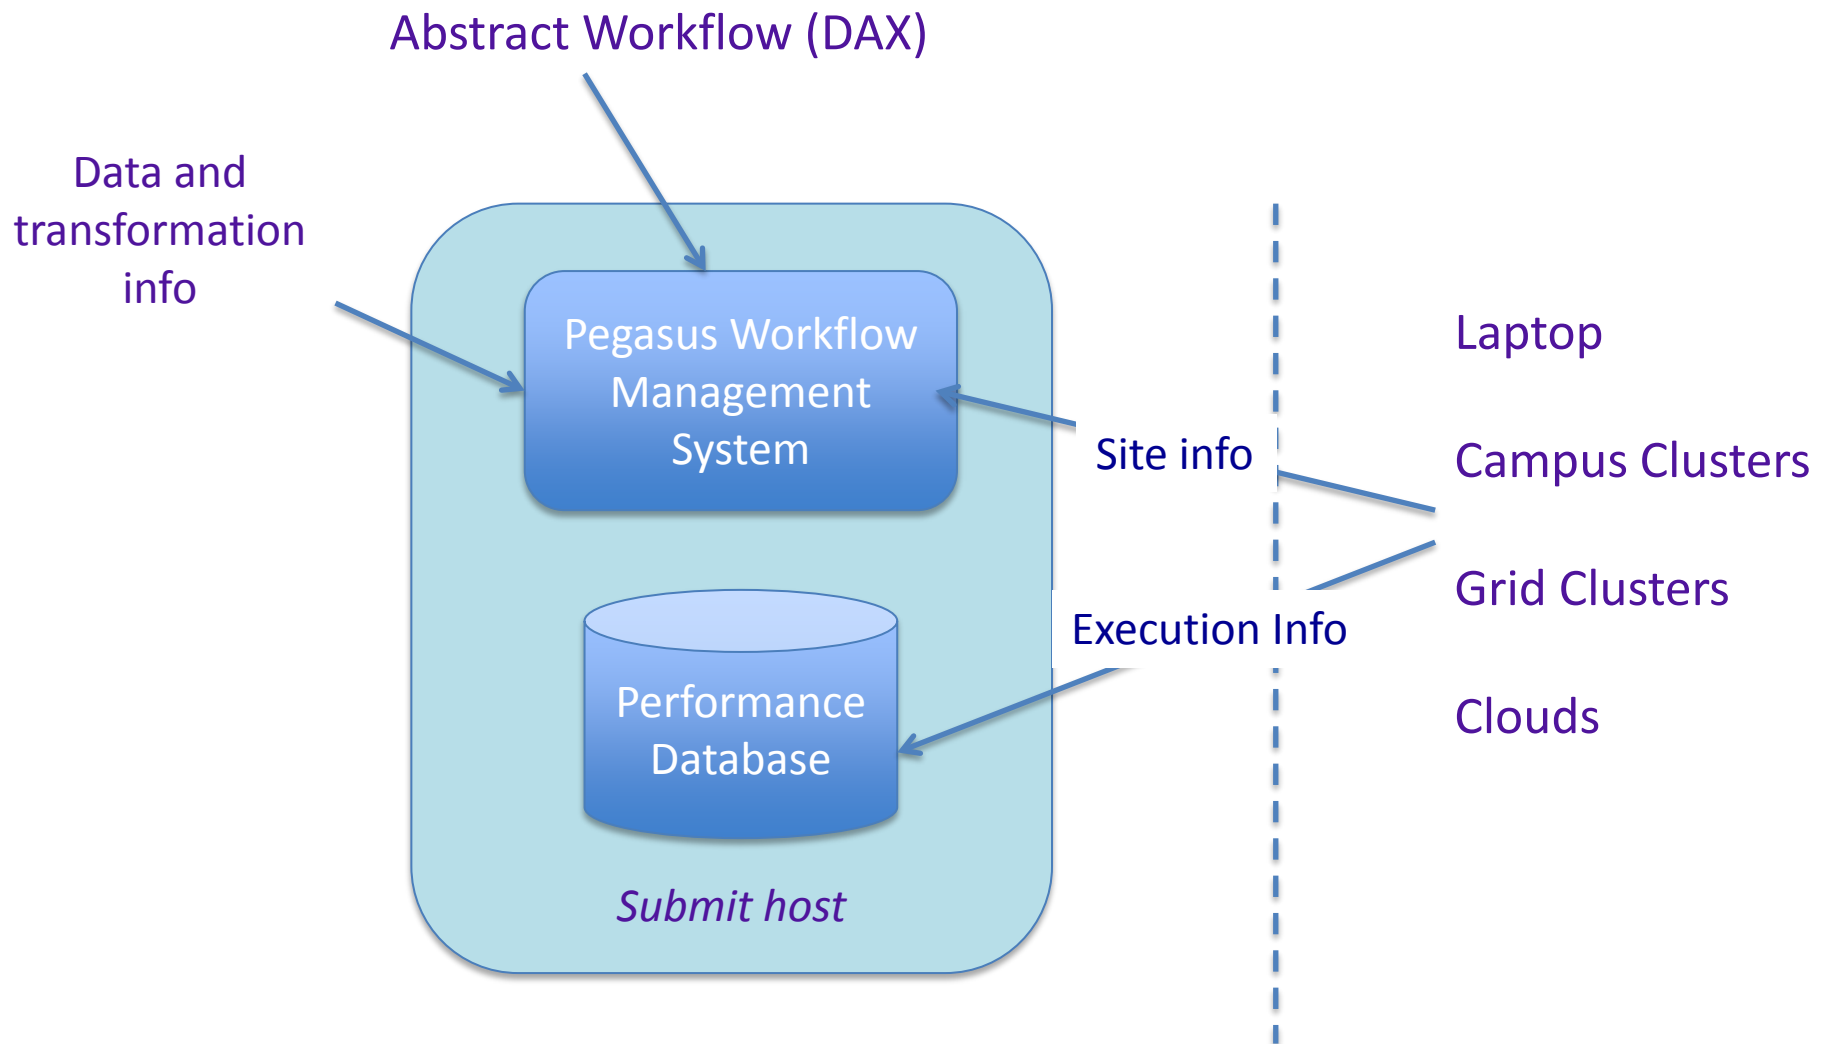 Abstract Workflow (DAX)
Data and
transformation
info
Pegasus Workflow
Management
System
Site info
Execution Info
Performance
Database
Submit host
Laptop
Campus Clusters
Grid Clusters
Clouds